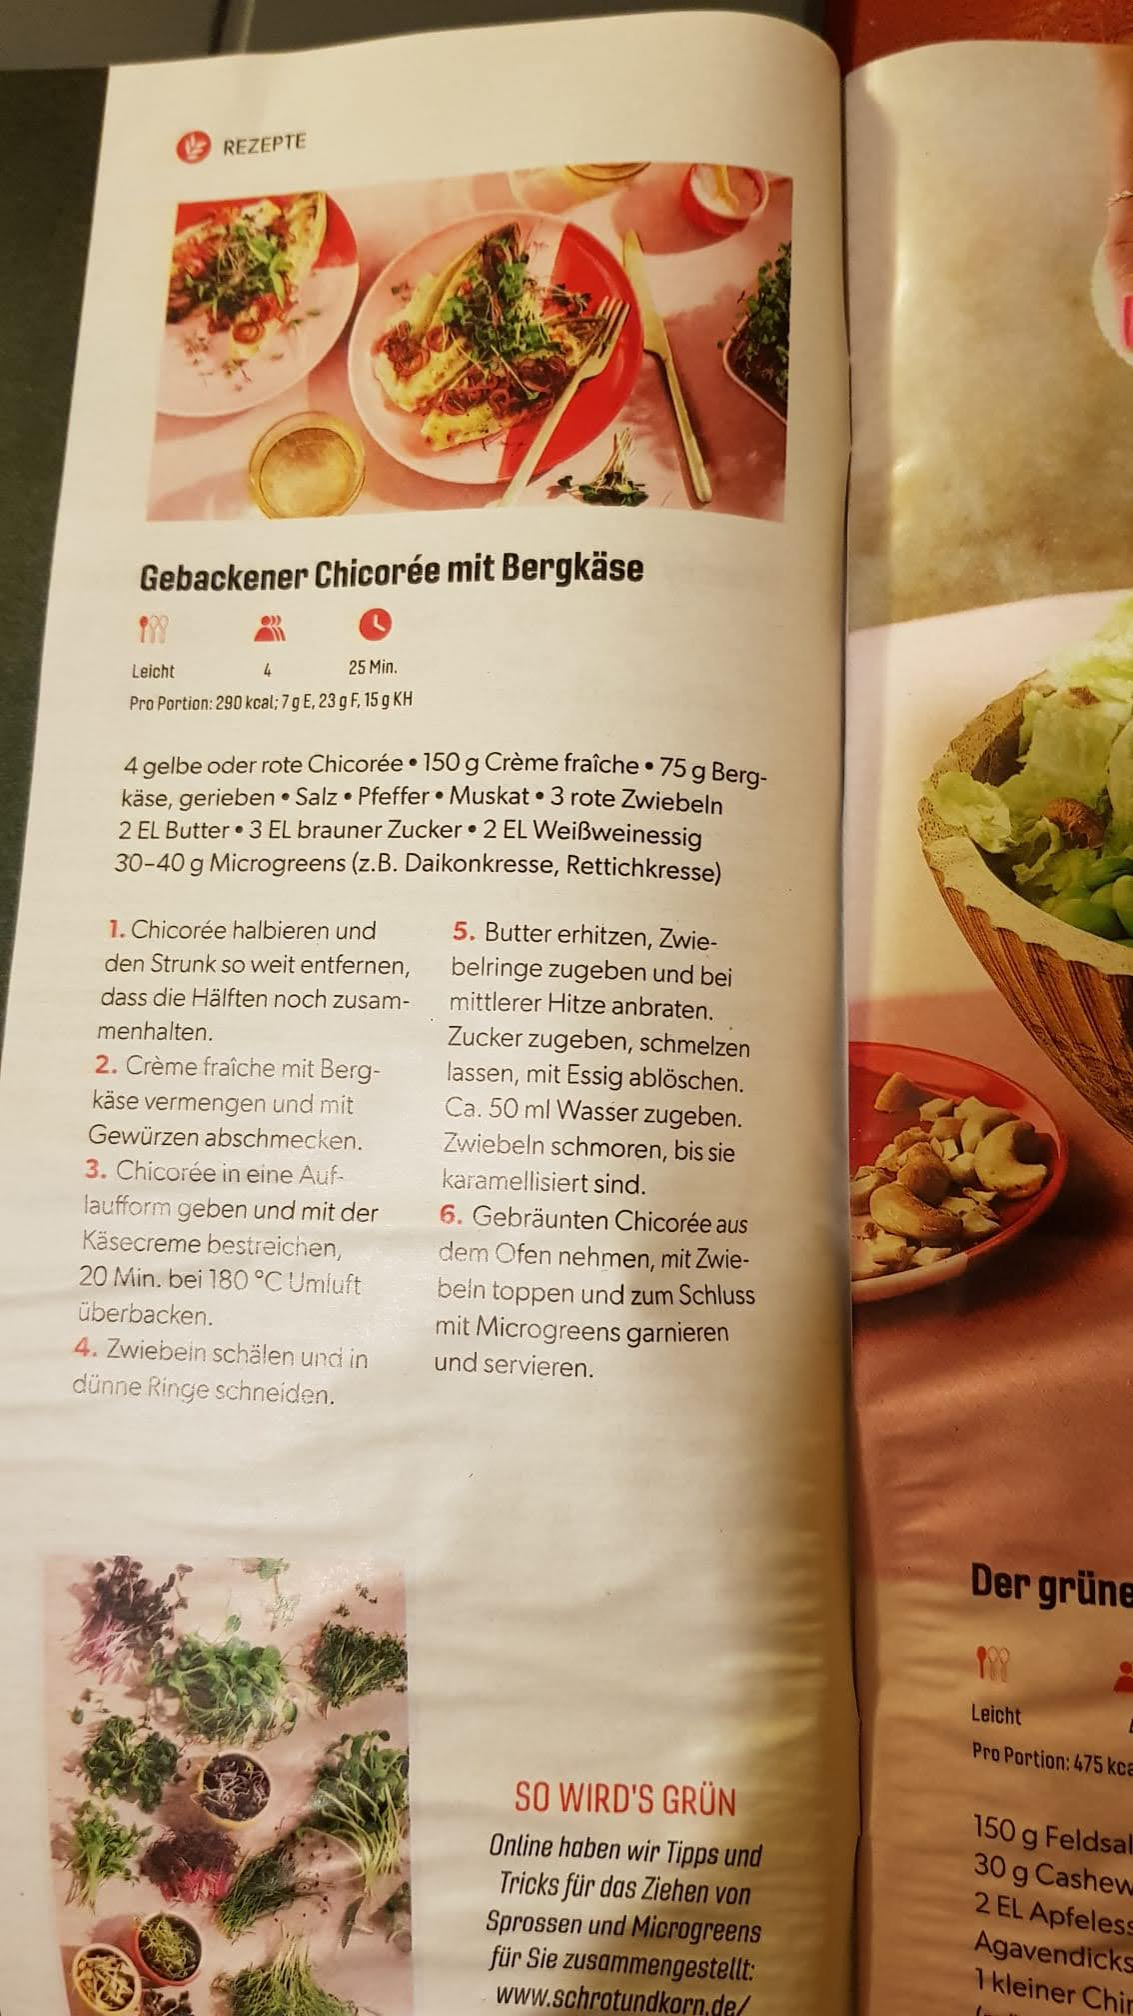 REZEPTE
Gebackener Chicorée mit Bergkäse
Leicht 4 25 Min.
Pro Portion: 290 kcal; 7 g E, 23 g F, 15 g KH
4 gelbe oder rote Chicorée • 150 g Crème fraîche • 75 g Berg-
käse, gerieben • Salz • Pfeffer • Muskat • 3 rote Zwiebeln
2 EL Butter • 3 EL brauner Zucker • 2 EL Weißweinessig
30–40 g Microgreens (z.B. Daikonkresse, Rettichkresse)
1. Chicorée halbieren und
den Strunk so weit entfernen,
dass die Hälften noch zusam-
menhalten.
2. Crème fraîche mit Berg-
käse vermengen und mit
Gewürzen abschmecken.
3. Chicorée in eine Auf-
laufform geben und mit der
Käsecreme bestreichen,
20 Min. bei 180 °C Umluft
überbacken.
4. Zwiebeln schälen und in
dünne Ringe schneiden.
5. Butter erhitzen, Zwie-
belringe zugeben und bei
mittlerer Hitze anbraten.
Zucker zugeben, schmelzen
lassen, mit Essig ablöschen.
Ca. 50 ml Wasser zugeben.
Zwiebeln schmoren, bis sie
karamellisiert sind.
6. Gebräunten Chicorée aus
dem Ofen nehmen, mit Zwie-
beln toppen und zum Schluss
mit Microgreens garnieren
und servieren.
SO WIRD'S GRÜN
Online haben wir Tipps und
Tricks für das Ziehen von
Sprossen und Microgreens
für Sie zusammengestellt:
www.schrotundkorn.de/
Der grüne
Leicht
Pro Portion: 475 kca
150 g Feldsal
30 g Cashew
2 EL Apfeless
Agavendicks
1 kleiner Chi